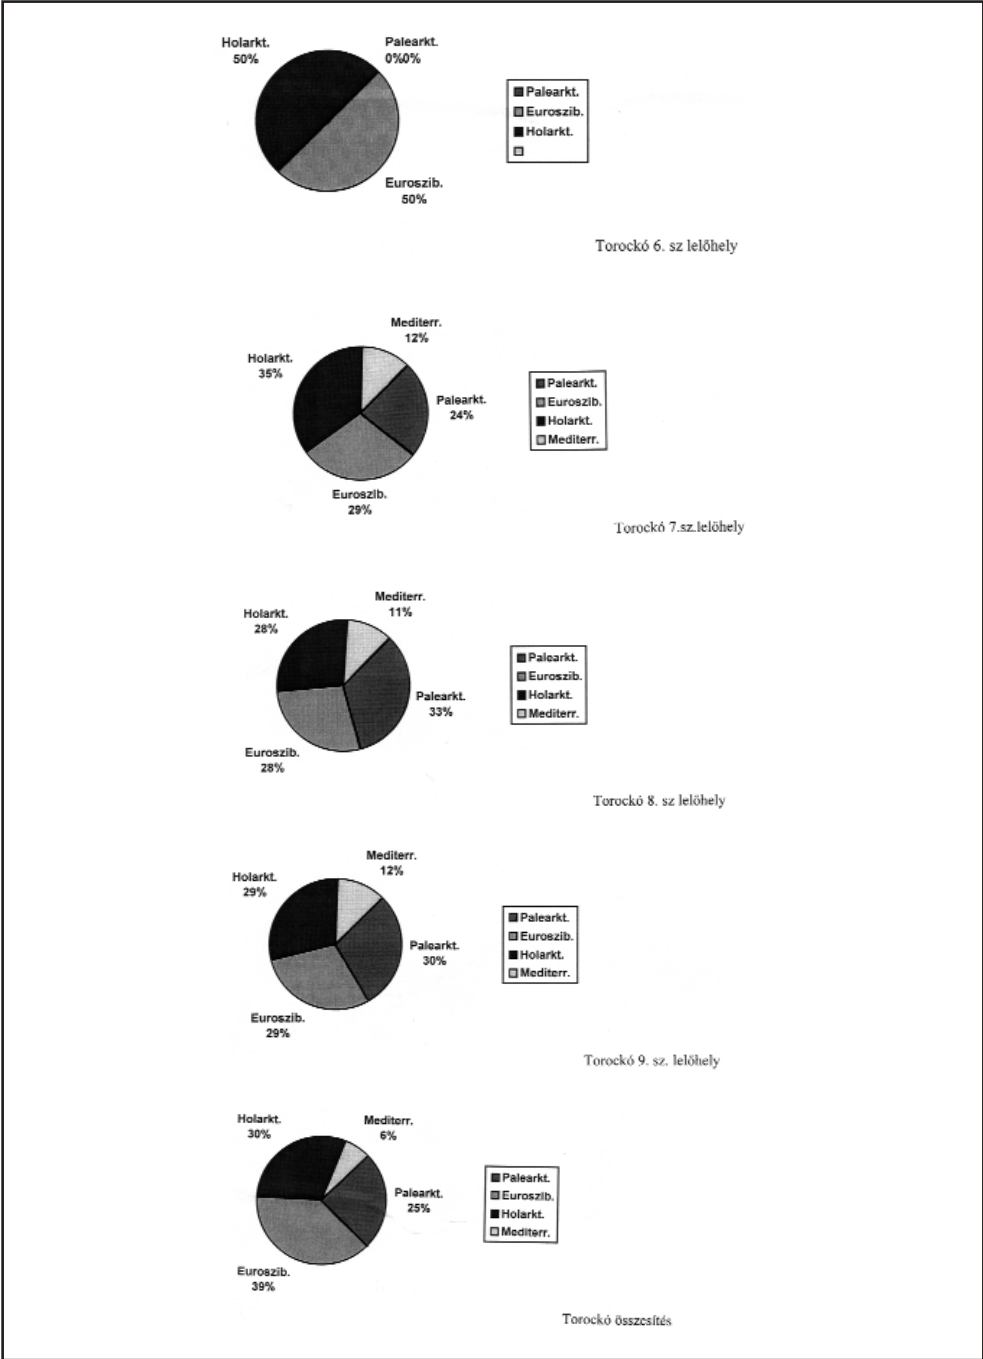 Holarkt.
50%
Palearkt.
0%0%
Euroszib.
50%
Palearkt.
Euroszib.
Holarkt.
Torockó 6. sz lelőhely
Mediterr.
12%
Holarkt.
35%
Palearkt.
24%
Euroszib.
29%
Palearkt.
Euroszib.
Holarkt.
Mediterr.
Torockó 7.sz.lelőhely
Mediterr.
11%
Holarkt.
28%
Palearkt.
33%
Euroszib.
28%
Palearkt.
Euroszib.
Holarkt.
Mediterr.
Torockó 8. sz lelőhely
Mediterr.
12%
Holarkt.
29%
Palearkt.
30%
Euroszib.
29%
Palearkt.
Euroszib.
Holarkt.
Mediterr.
Torockó 9. sz. lelőhely
Holarkt.
30%
Mediterr.
6%
Palearkt.
25%
Euroszib.
39%
Palearkt.
Euroszib.
Holarkt.
Mediterr.
Torockó összesítés